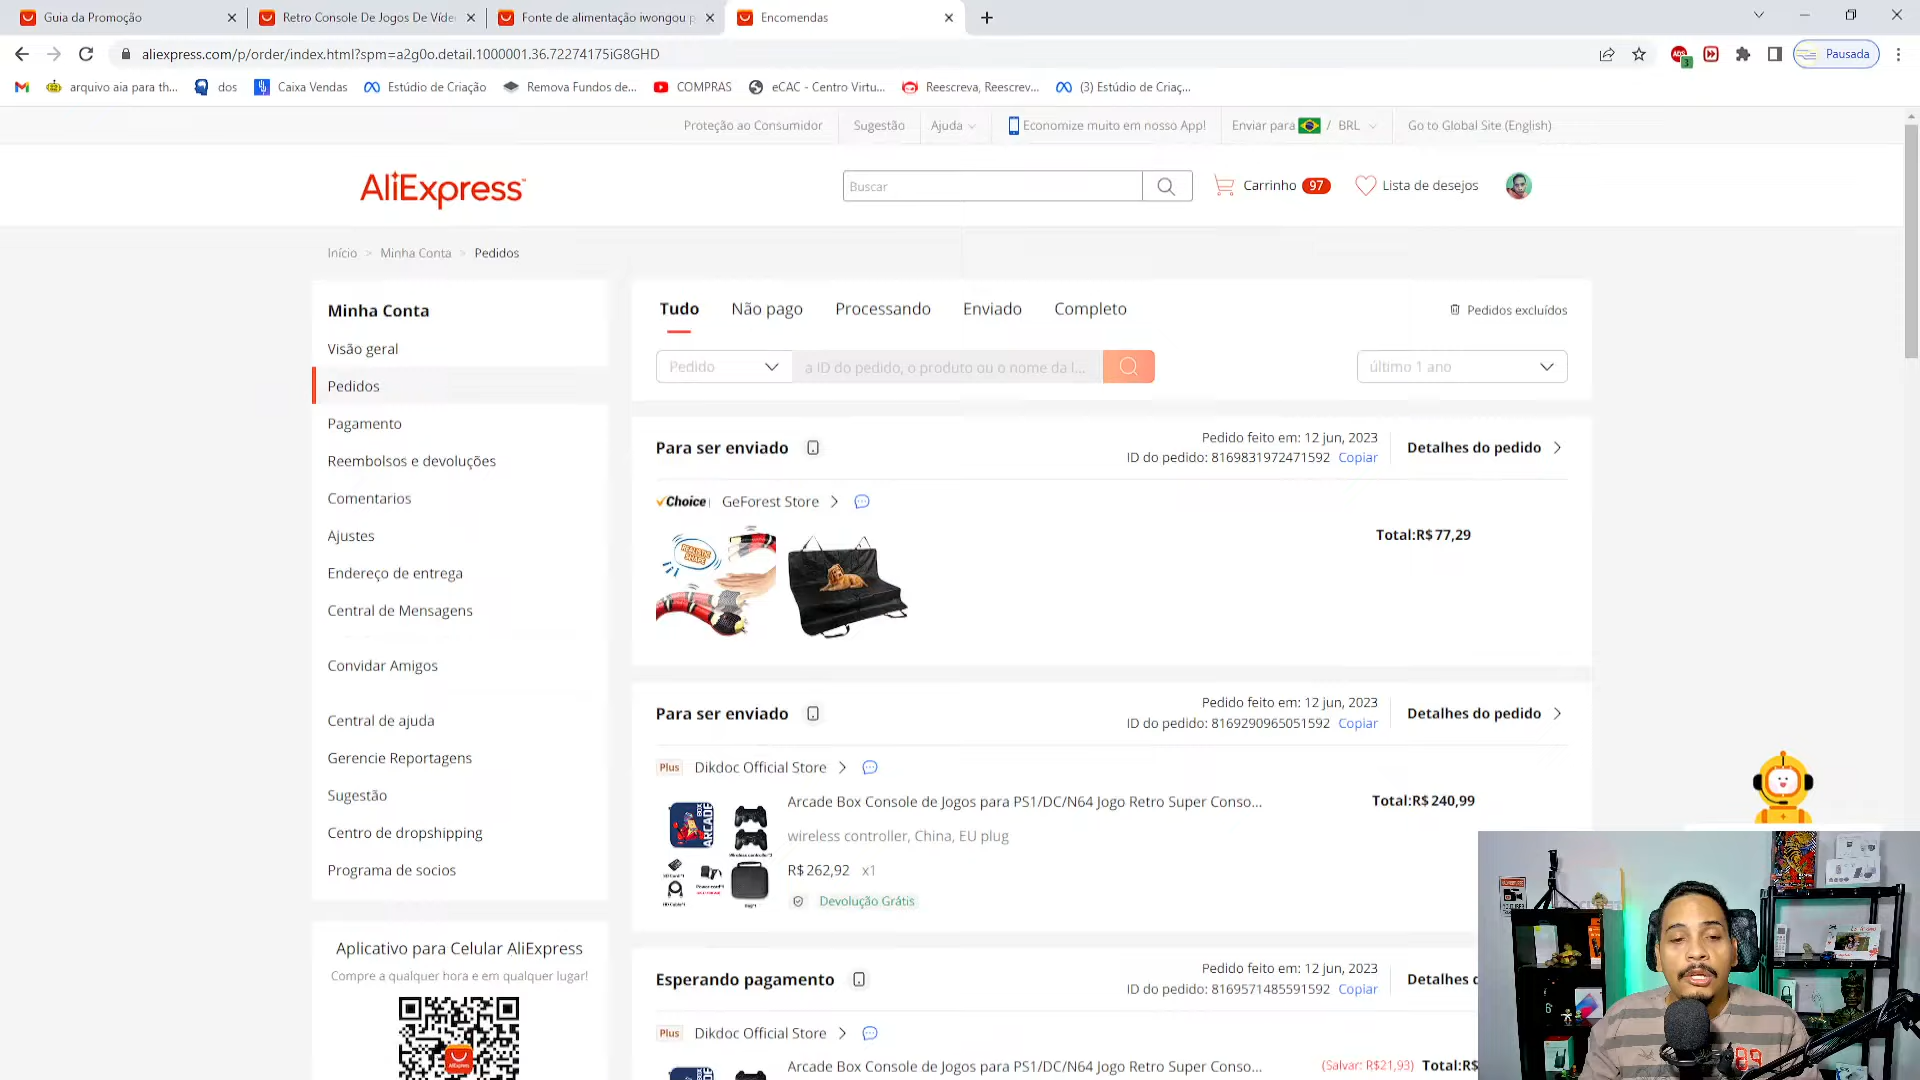 Guia da Promoção
Retro Console De Jogos De Víde
Fonte de alimentação iwongou p
Encomendas
aliexpress.com/p/order/index.html?spm=a2g0o.detail.1000001.36.72274175iG8GHD
Pausada
arquivo aia para th...
dos
Caixa Vendas
Estúdio de Criação
Remova Fundos de...
COMPRAS
eCAC - Centro Virtu...
Reescreva, Reescrev...
(3) Estúdio de Criaç...
Proteção ao Consumidor
Sugestão
Ajuda
Economize muito em nosso App!
Enviar para / BRL
Go to Global Site (English)
AliExpress
Buscar
Carrinho 97
Lista de desejos
Início > Minha Conta > Pedidos
Minha Conta
Visão geral
Pedidos
Pagamento
Reembolsos e devoluções
Comentarios
Ajustes
Endereço de entrega
Central de Mensagens
Convidar Amigos
Central de ajuda
Gerencie Reportagens
Sugestão
Centro de dropshipping
Programa de socios
Aplicativo para Celular AliExpress
Compre a qualquer hora e em qualquer lugar!
Tudo
Não pago
Processando
Enviado
Completo
Pedidos excluídos
Pedido
a ID do pedido, o produto ou o nome da l...
último 1 ano
Para ser enviado
Pedido feito em: 12 jun, 2023
ID do pedido: 8169831972471592 Copiar
Detalhes do pedido
Choice
GeForest Store
Total:R$ 77,29
Para ser enviado
Pedido feito em: 12 jun, 2023
ID do pedido: 8169290965051592 Copiar
Detalhes do pedido
Plus
Dikdoc Official Store
Arcade Box Console de Jogos para PS1/DC/N64 Jogo Retro Super Conso...
Total:R$ 240,99
wireless controller, China, EU plug
R$ 262,92 x1
Devolução Grátis
Esperando pagamento
Pedido feito em: 12 jun, 2023
ID do pedido: 8169571485591592 Copiar
Detalhes
Plus
Dikdoc Official Store
Arcade Box Console de Jogos para PS1/DC/N64 Jogo Retro Super Conso...
(Salvar: R$21,93) Total:R$